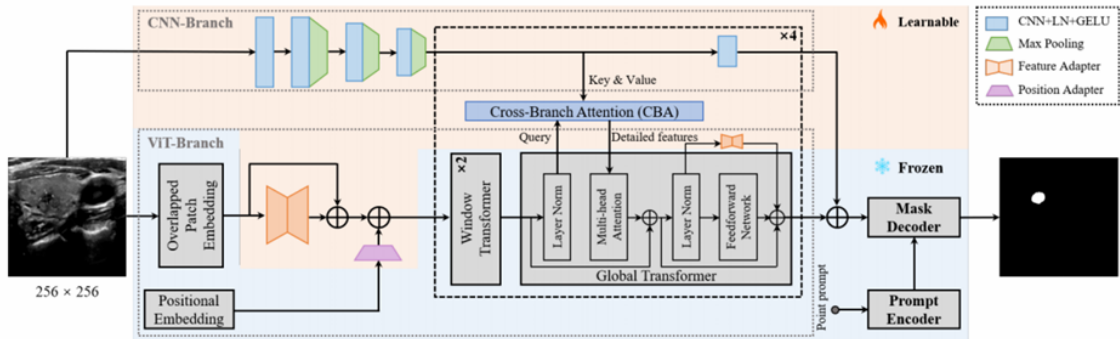 CNN-Branch
×4
Learnable
CNN+LN+GELU
Max Pooling
Feature Adapter
Position Adapter
Key & Value
Cross-Branch Attention (CBA)
ViT-Branch
Query
Detailed features
Frozen
Overlapped
Patch
Embedding
×2
Window
Transformer
Layer Norm
Multi-head
Attention
Layer Norm
Feedforward
Network
Global Transformer
Mask
Decoder
256 × 256
Positional
Embedding
Point prompt
Prompt
Encoder